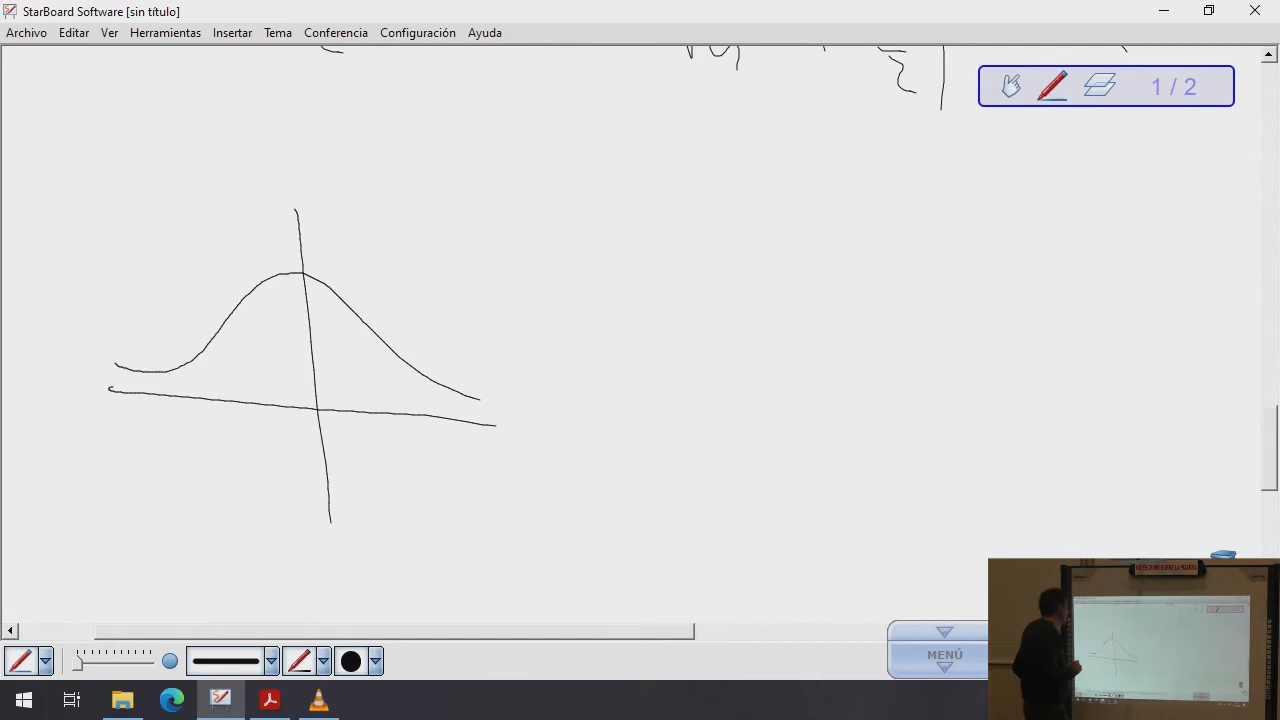 StarBoard Software [sin título]
Archivo Editar Ver Herramientas Insertar Tema Conferencia Configuración Ayuda
1 / 2
MENÚ